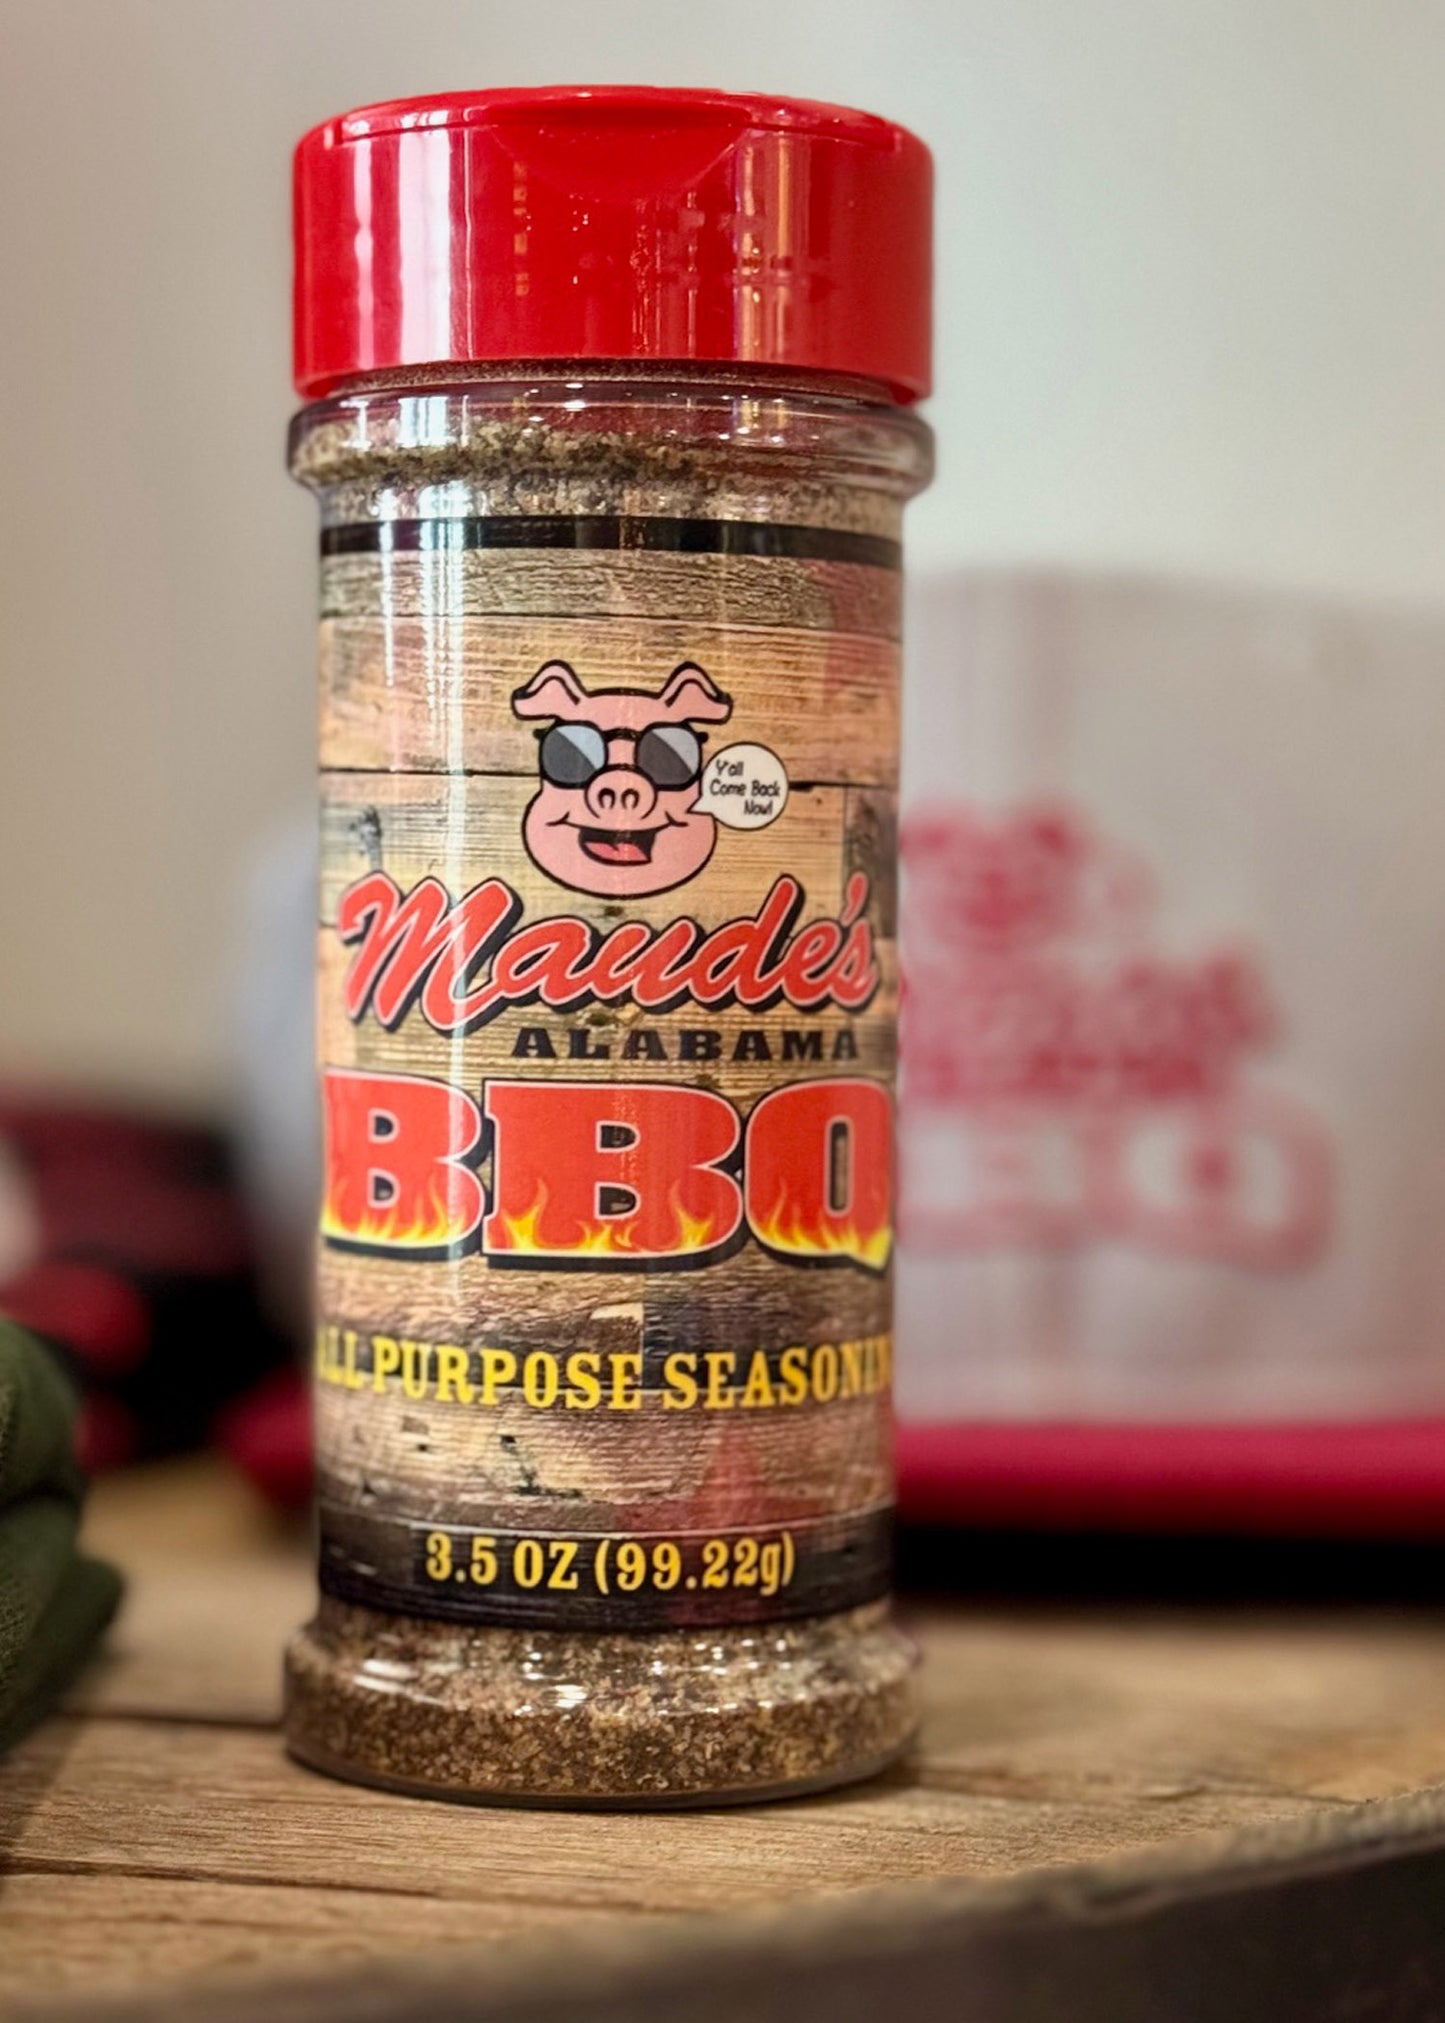 Y'all
Come Back
Now!
Maude's
ALABAMA
BBQ
ALL PURPOSE SEASONIN
3.5 OZ (99.22g)